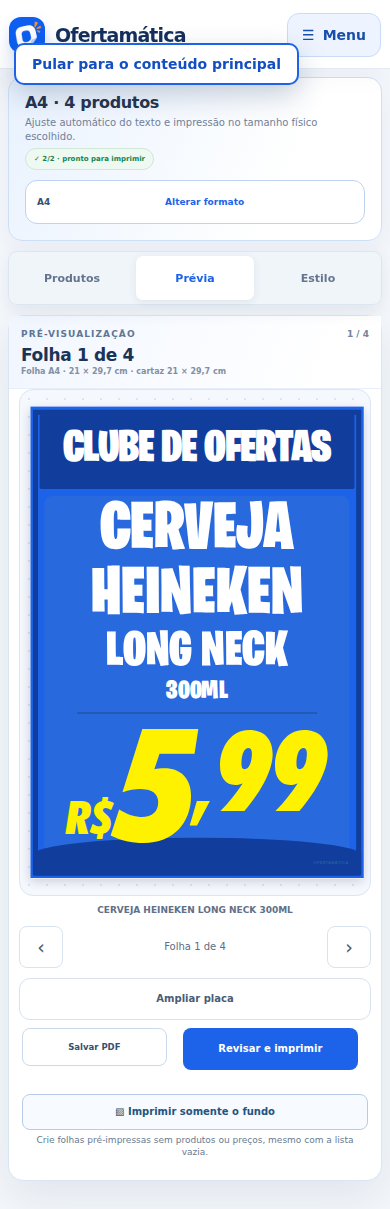 Ofertamática
☰ Menu
Pular para o conteúdo principal
A4 · 4 produtos
Ajuste automático do texto e impressão no tamanho físico
escolhido.
✓ 2/2 · pronto para imprimir
A4 Alterar formato
Produtos Prévia Estilo
PRÉ-VISUALIZAÇÃO 1 / 4
Folha 1 de 4
Folha A4 · 21 × 29,7 cm · cartaz 21 × 29,7 cm
CLUBE DE OFERTAS
CERVEJA
HEINEKEN
LONG NECK
300ML
R$5,99
OFERTAMÁTICA
CERVEJA HEINEKEN LONG NECK 300ML
‹ Folha 1 de 4 ›
Ampliar placa
Salvar PDF Revisar e imprimir
▧ Imprimir somente o fundo
Crie folhas pré-impressas sem produtos ou preços, mesmo com a lista
vazia.